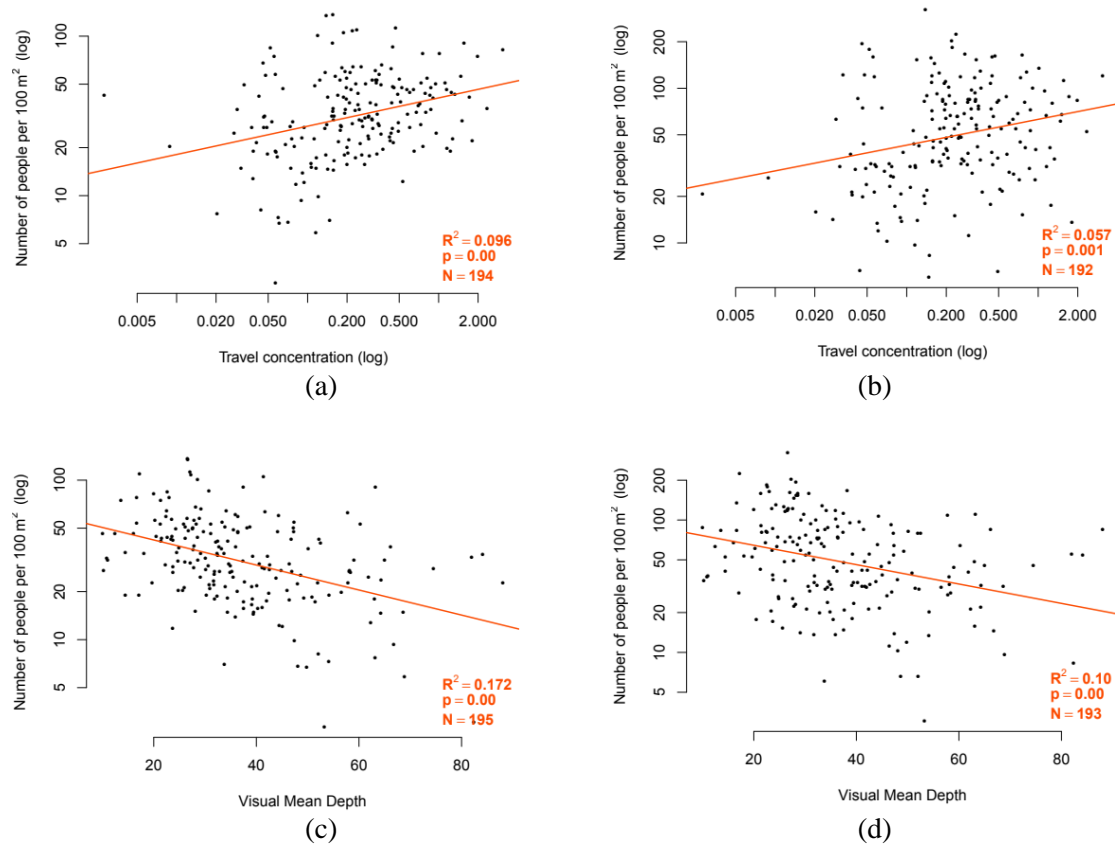 Number of people per 100 m² (log)
100
50
20
10
5
R² = 0.096
p = 0.00
N = 194
0.005 0.020 0.050 0.200 0.500 2.000
Travel concentration (log)
(a)
Number of people per 100 m² (log)
200
100
50
10
R² = 0.057
p = 0.001
N = 192
0.005 0.020 0.050 0.200 0.500 2.000
Travel concentration (log)
(b)
Number of people per 100 m² (log)
100
50
20
10
5
R² = 0.172
p = 0.00
N = 195
20 40 60 80
Visual Mean Depth
(c)
Number of people per 100 m² (log)
200
100
50
20
10
5
R² = 0.10
p = 0.00
N = 193
20 40 60 80
Visual Mean Depth
(d)